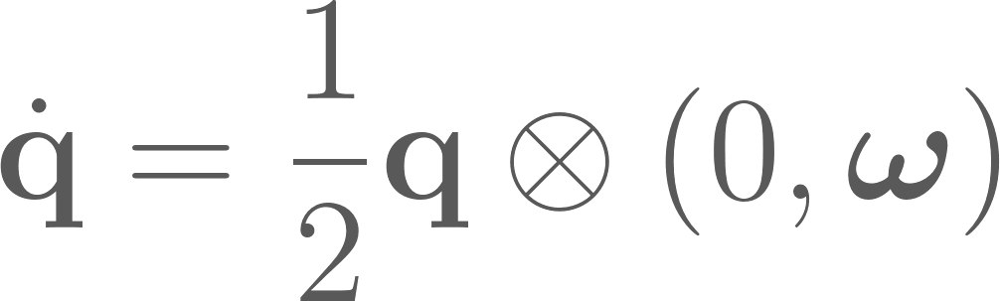 q̇ = 1/2 q ⊗ (0, ω)